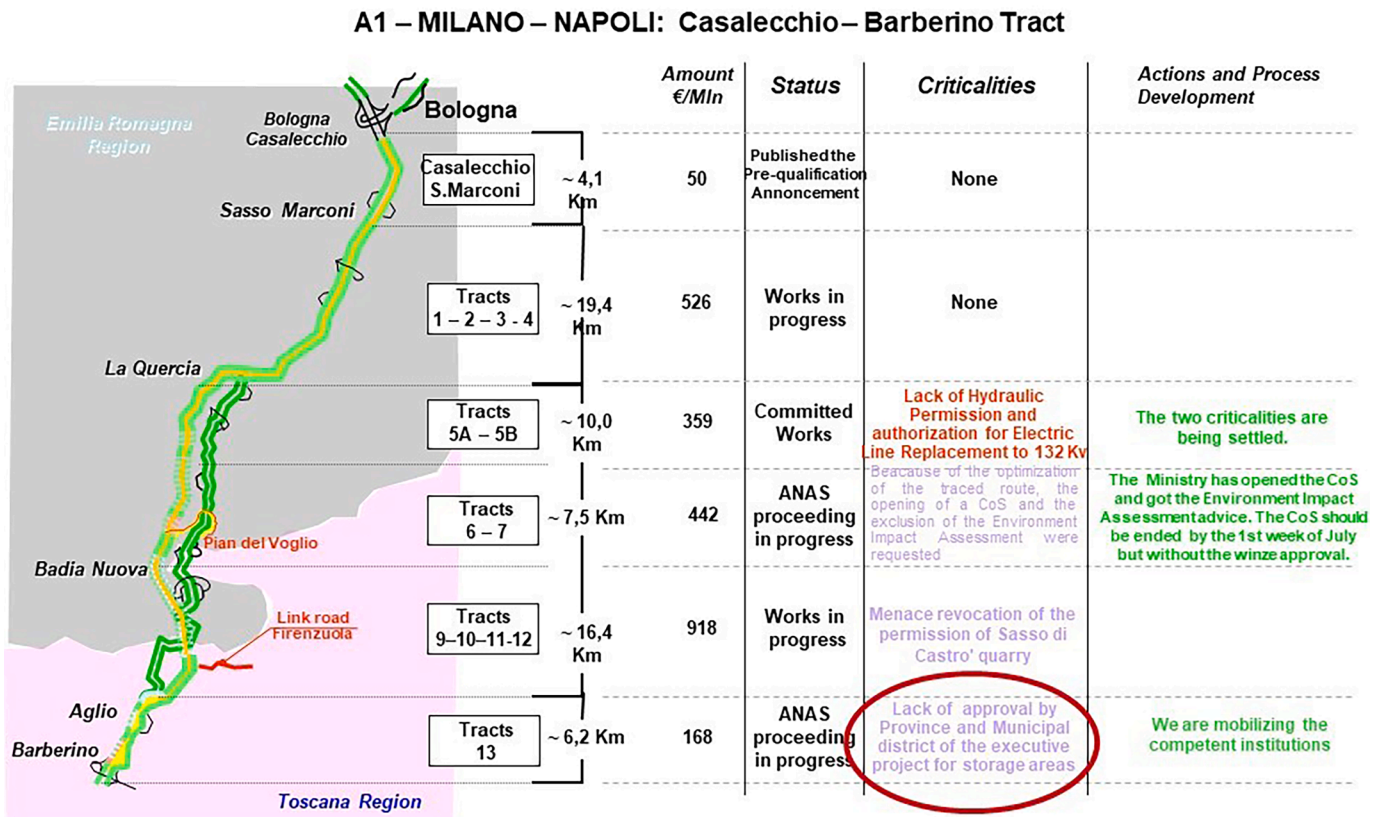 A1 – MILANO – NAPOLI: Casalecchio – Barberino Tract
Amount
€/Mln
Status
Criticalities
Actions and Process
Development
Emilia Romagna
Region
Bologna
Casalecchio
Bologna
Casalecchio
S.Marconi
~ 4,1
Km
50
Published the
Pre-qualification
Annoncement
None
Sasso Marconi
Tracts
1 – 2 – 3 - 4
~ 19,4
Km
526
Works in
progress
None
La Quercia
Tracts
5A – 5B
~ 10,0
Km
359
Committed
Works
Lack of Hydraulic
Permission and
authorization for Electric
Line Replacement to 132 Kv
The two criticalities are
being settled.
Tracts
6 – 7
~ 7,5 Km
442
ANAS
proceeding
in progress
Beacause of the optimization
of the traced route, the
opening of a CoS and the
exclusion of the Environment
Impact Assessment were
requested
The Ministry has opened the CoS
and got the Environment Impact
Assessment advice. The CoS should
be ended by the 1st week of July
but without the winze approval.
Pian del Voglio
Badia Nuova
Link road
Firenzuola
Tracts
9–10–11-12
~ 16,4
Km
918
Works in
progress
Menace revocation of the
permission of Sasso di
Castro' quarry
Aglio
Barberino
Tracts
13
~ 6,2 Km
168
ANAS
proceeding
in progress
Lack of approval by
Province and Municipal
district of the executive
project for storage areas
We are mobilizing the
competent institutions
Toscana Region